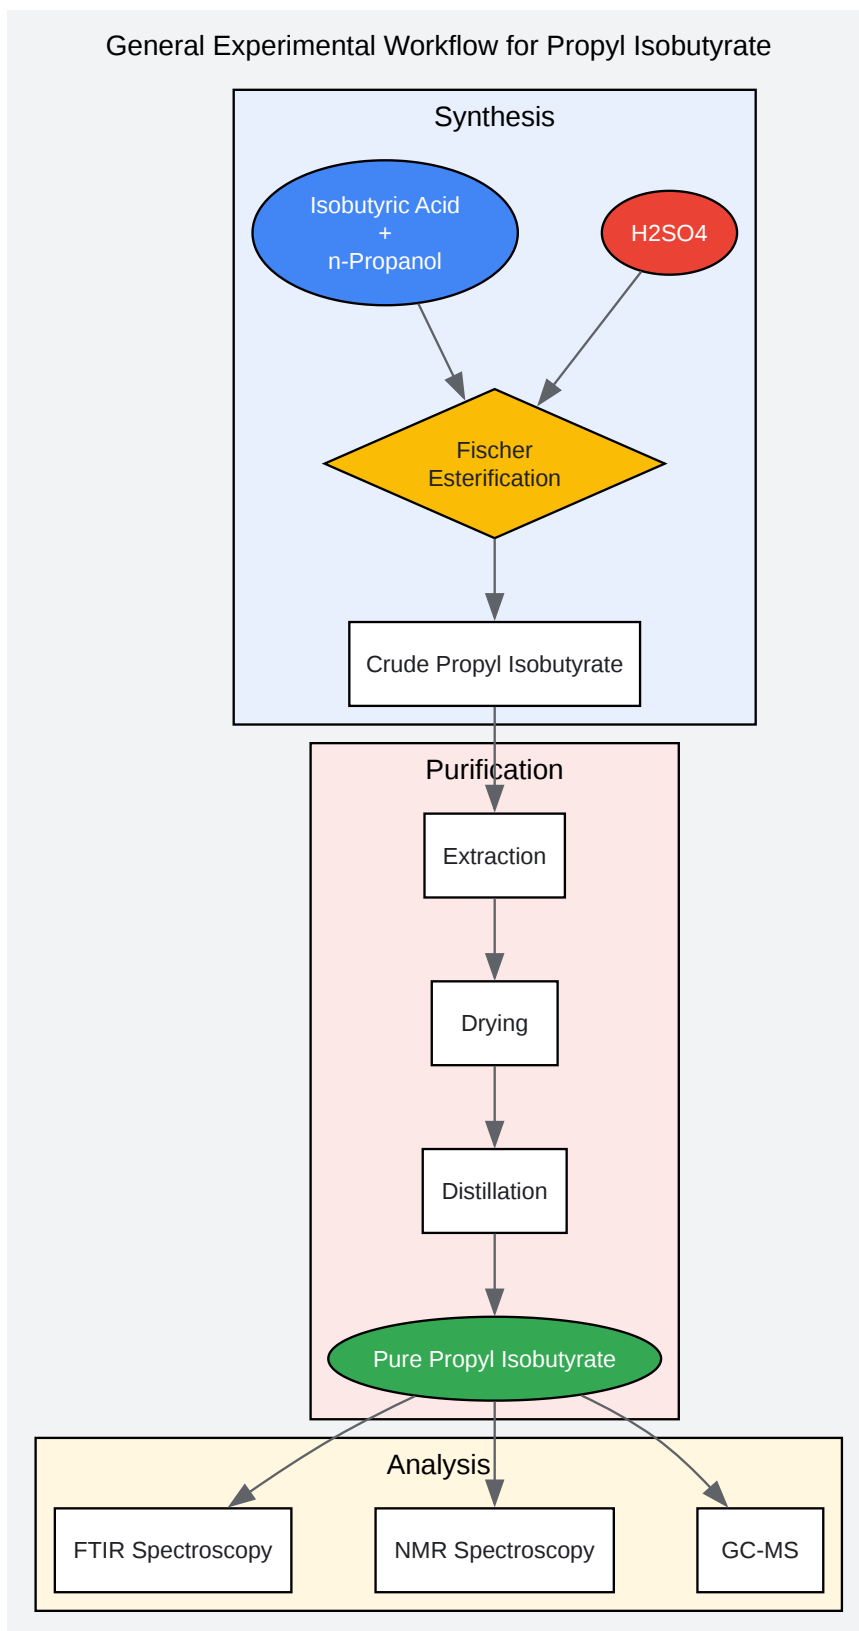 General Experimental Workflow for Propyl Isobutyrate
Synthesis
Isobutyric Acid
+
n-Propanol
H2SO4
Fischer
Esterification
Crude Propyl Isobutyrate
Purification
Extraction
Drying
Distillation
Pure Propyl Isobutyrate
Analysis
FTIR Spectroscopy
NMR Spectroscopy
GC-MS